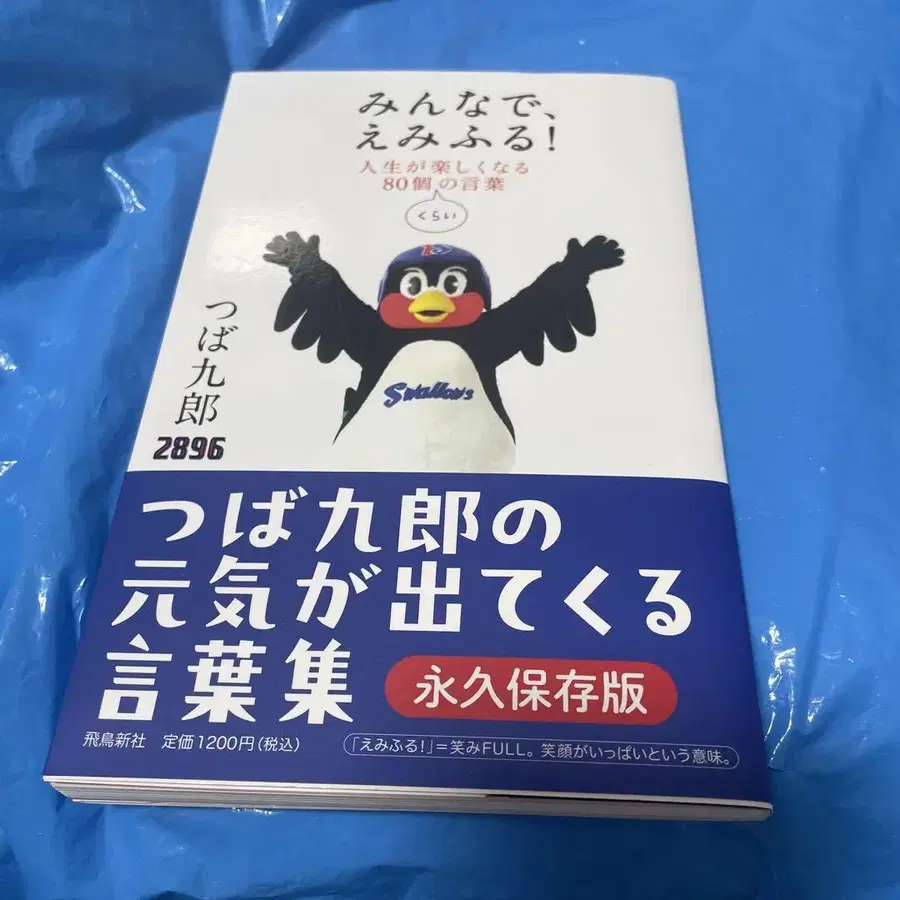 みんなで、
えみふる!
人生が楽しくなる
80個の言葉
くらい
Swallows
つば九郎
2896
つば九郎の
元気が出てくる
言葉集
永久保存版
飛鳥新社 定価1200円(税込)
「えみふる!」=笑みFULL。笑顔がいっぱいという意味。